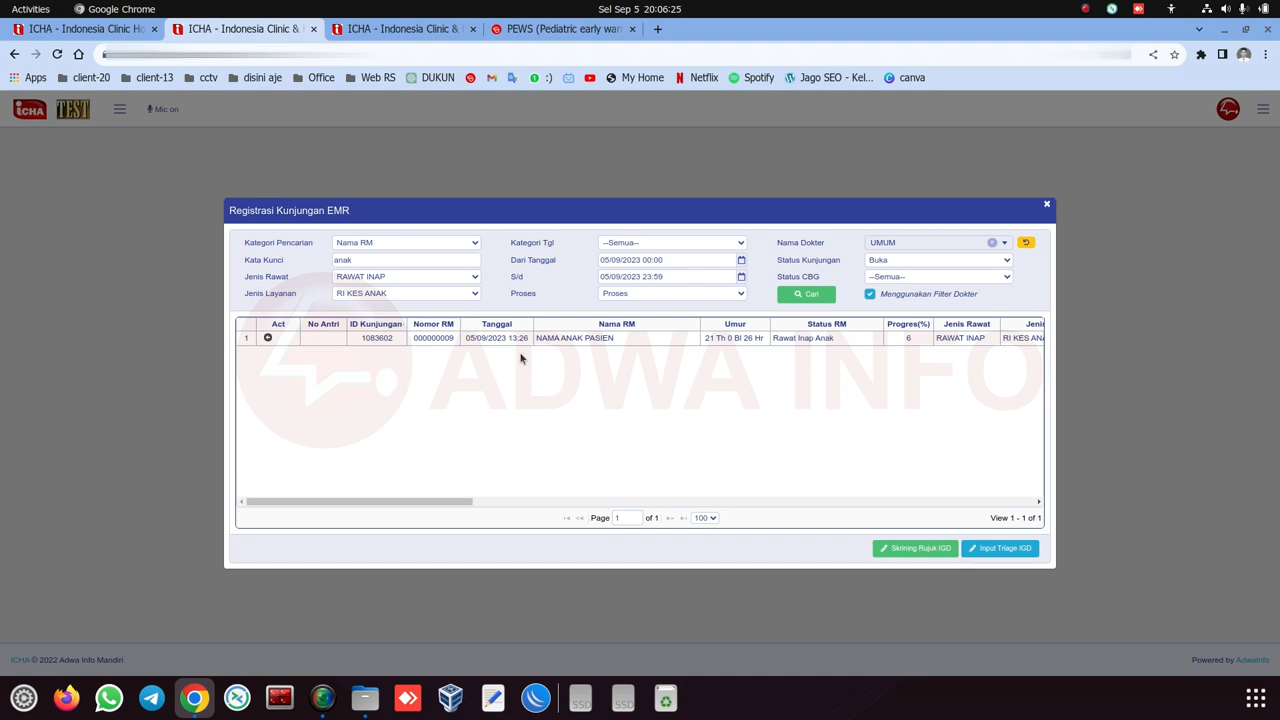 Activities Google Chrome Sel Sep 5 20:06:25
ICHA - Indonesia Clinic Ho ICHA - Indonesia Clinic & ICHA - Indonesia Clinic & PEWS (Pediatric early war
Apps client-20 client-13 cctv disini aje Office Web RS DUKUN :) My Home Netflix Spotify Jago SEO - Kel... canva
iCHA TEST Mic on
Registrasi Kunjungan EMR
Kategori Pencarian Nama RM Kategori Tgl --Semua-- Nama Dokter UMUM
Kata Kunci anak Dari Tanggal 05/09/2023 00:00 Status Kunjungan Buka
Jenis Rawat RAWAT INAP S/d 05/09/2023 23:59 Status CBG --Semua--
Jenis Layanan RI KES ANAK Proses Proses Cari Menggunakan Filter Dokter
Act No Antri ID Kunjungan Nomor RM Tanggal Nama RM Umur Status RM Progres(%) Jenis Rawat Jeni
1 1083602 000000009 05/09/2023 13:26 NAMA ANAK PASIEN 21 Th 0 Bl 26 Hr Rawat Inap Anak 6 RAWAT INAP RI KES ANA
ADWA INFO
Page 1 of 1 100 View 1 - 1 of 1
Skrining Rujuk IGD Input Triage IGD
ICHA © 2022 Adwa Info Mandiri Powered by AdwaInfo
SSD SSD